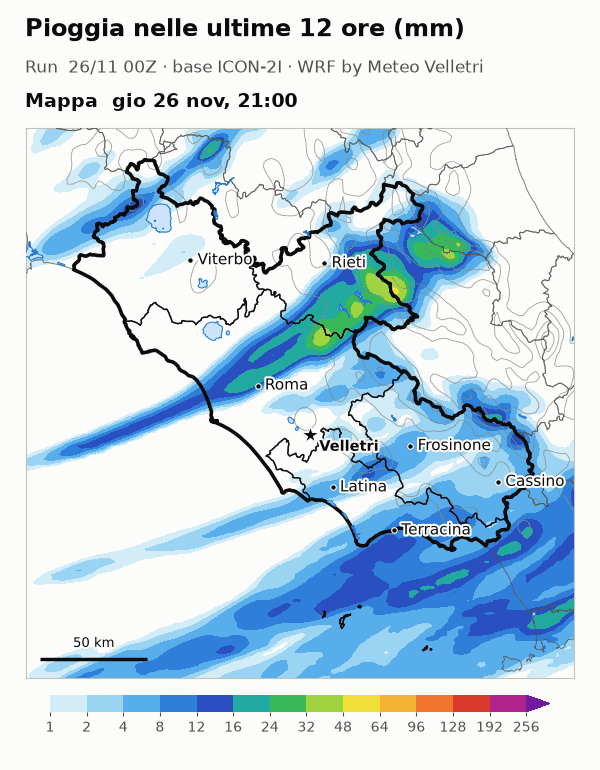 Pioggia nelle ultime 12 ore (mm)
Run  26/11 00Z · base ICON-2I · WRF by Meteo Velletri
Mappa  gio 26 nov, 21:00
Viterbo
Rieti
Roma
Velletri
Frosinone
Latina
Cassino
Terracina
50 km
1 2 4 8 12 16 24 32 48 64 96 128 192 256